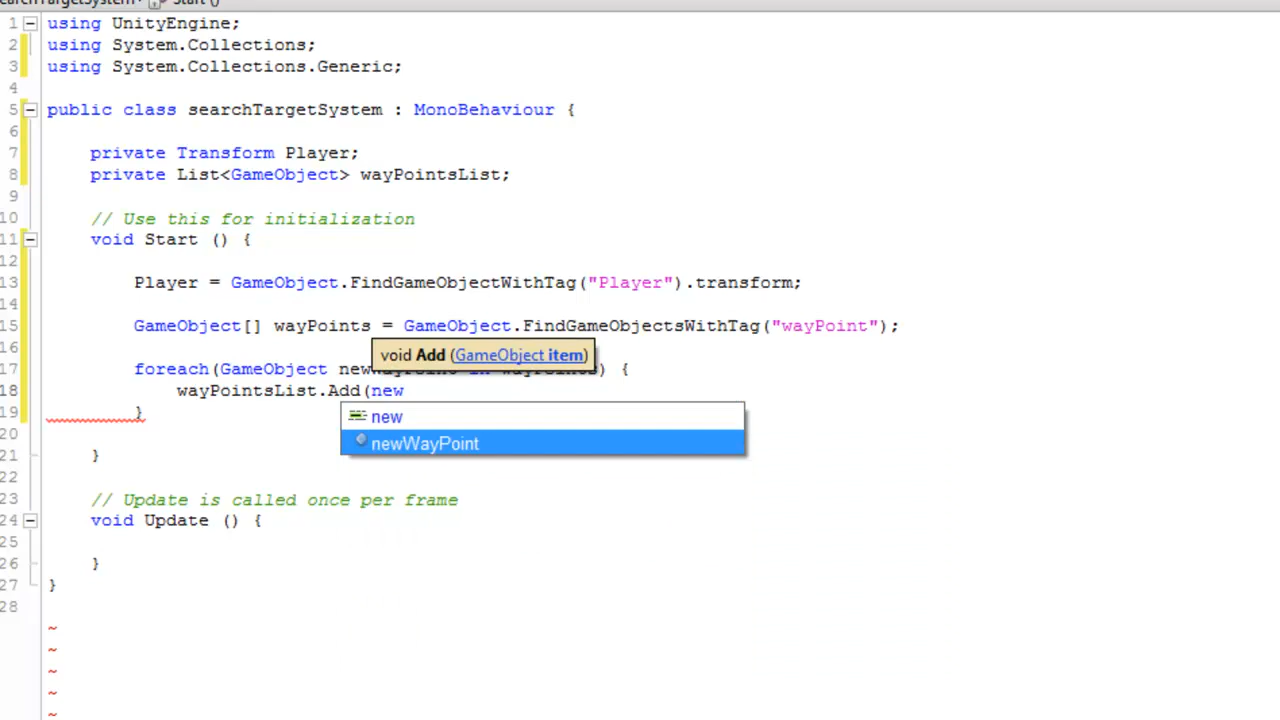 Start ()
1 using UnityEngine;
2 using System.Collections;
3 using System.Collections.Generic;
4
5 public class searchTargetSystem : MonoBehaviour {
6
7 private Transform Player;
8 private List<GameObject> wayPointsList;
9
10 // Use this for initialization
11 void Start () {
12
13 Player = GameObject.FindGameObjectWithTag("Player").transform;
14
15 GameObject[] wayPoints = GameObject.FindGameObjectsWithTag("wayPoint");
16
void Add (GameObject item)
17 foreach(GameObject newWayPoint in wayPoints) {
18 wayPointsList.Add(new
new
19 }
newWayPoint
20
21 }
22
23 // Update is called once per frame
24 void Update () {
25
26 }
27 }
28
~
~
~
~
~